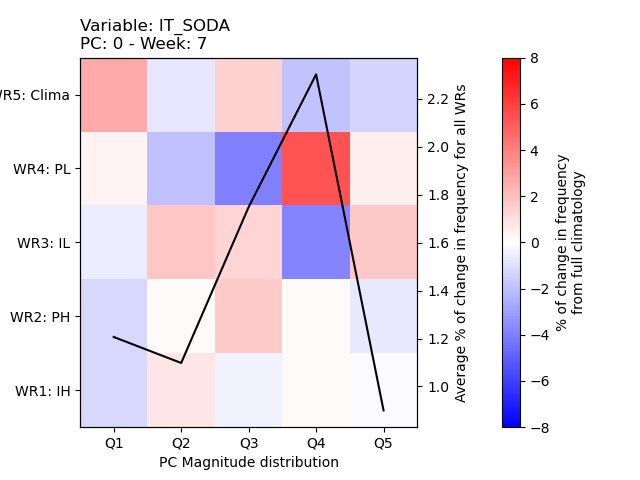 Variable: IT_SODA
PC: 0 - Week: 7
WR5: Clima
WR4: PL
WR3: IL
WR2: PH
WR1: IH
Q1 Q2 Q3 Q4 Q5
PC Magnitude distribution
2.2
2.0
1.8
1.6
1.4
1.2
1.0
Average % of change in frequency for all WRs
8
6
4
2
0
−2
−4
−6
−8
% of change in frequency
from full climatology